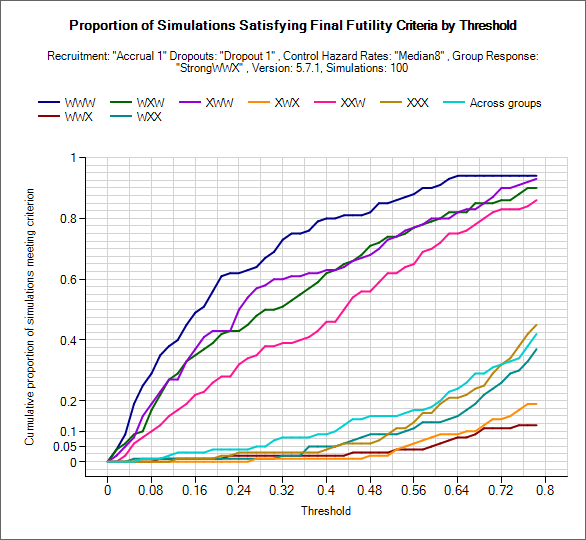 Proportion of Simulations Satisfying Final Futility Criteria by Threshold
Recruitment: "Accrual 1" Dropouts: "Dropout 1" , Control Hazard Rates: "Median8" , Group Response:
"StrongWWX" , Version: 5.7.1, Simulations: 100
WWW WXW XWW XWX XXW XXX Across groups
WWX WXX
Cumulative proportion of simulations meeting criterion
1
0.8
0.6
0.4
0.2
0.1
0.05
0
0 0.08 0.16 0.24 0.32 0.4 0.48 0.56 0.64 0.72 0.8
Threshold